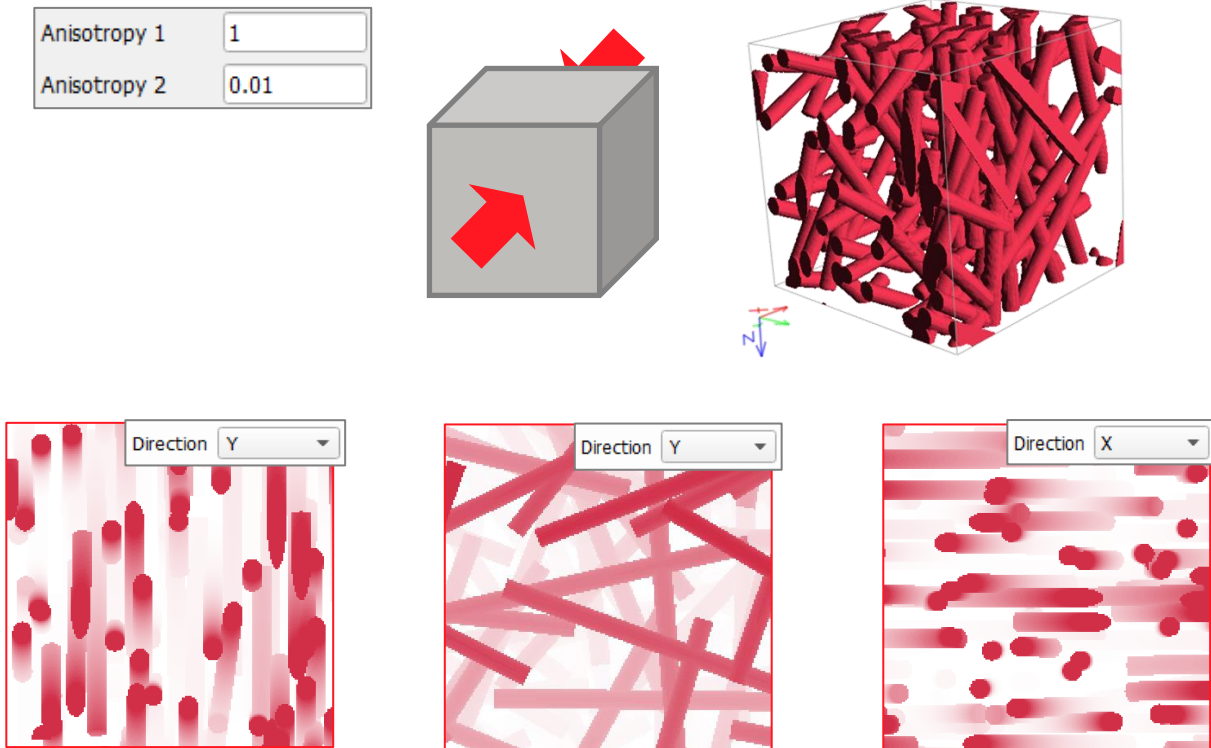 Anisotropy 1 1
Anisotropy 2 0.01
Z
Direction Y
Direction Y
Direction X